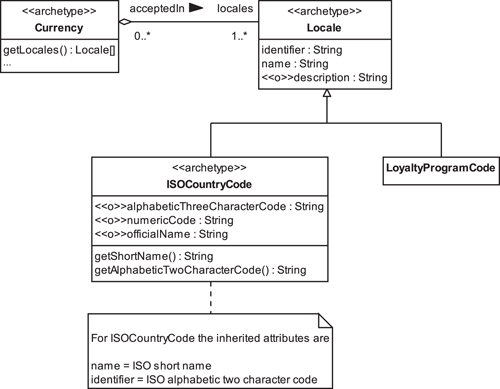 <<archetype>>
Currency
getLocales() : Locale[]
...
acceptedIn
locales
0..*
1..*
<<archetype>>
Locale
identifier : String
name : String
<<o>>description : String
<<archetype>>
ISOCountryCode
<<o>>alphabeticThreeCharacterCode : String
<<o>>numericCode : String
<<o>>officialName : String
getShortName() : String
getAlphabeticTwoCharacterCode() : String
LoyaltyProgramCode
For ISOCountryCode the inherited attributes are
name = ISO short name
identifier = ISO alphabetic two character code